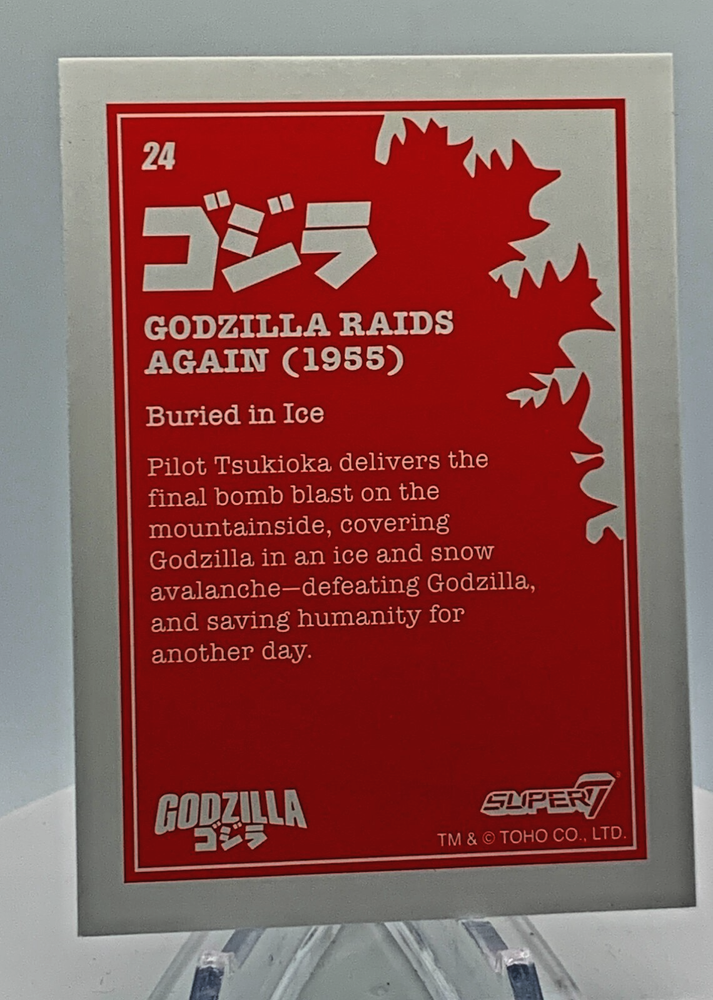 24
ゴジラ
GODZILLA RAIDS
AGAIN (1955)
Buried in Ice
Pilot Tsukioka delivers the
final bomb blast on the
mountainside, covering
Godzilla in an ice and snow
avalanche—defeating Godzilla,
and saving humanity for
another day.
GODZILLA
ゴジラ
SUPER7
TM & © TOHO CO., LTD.